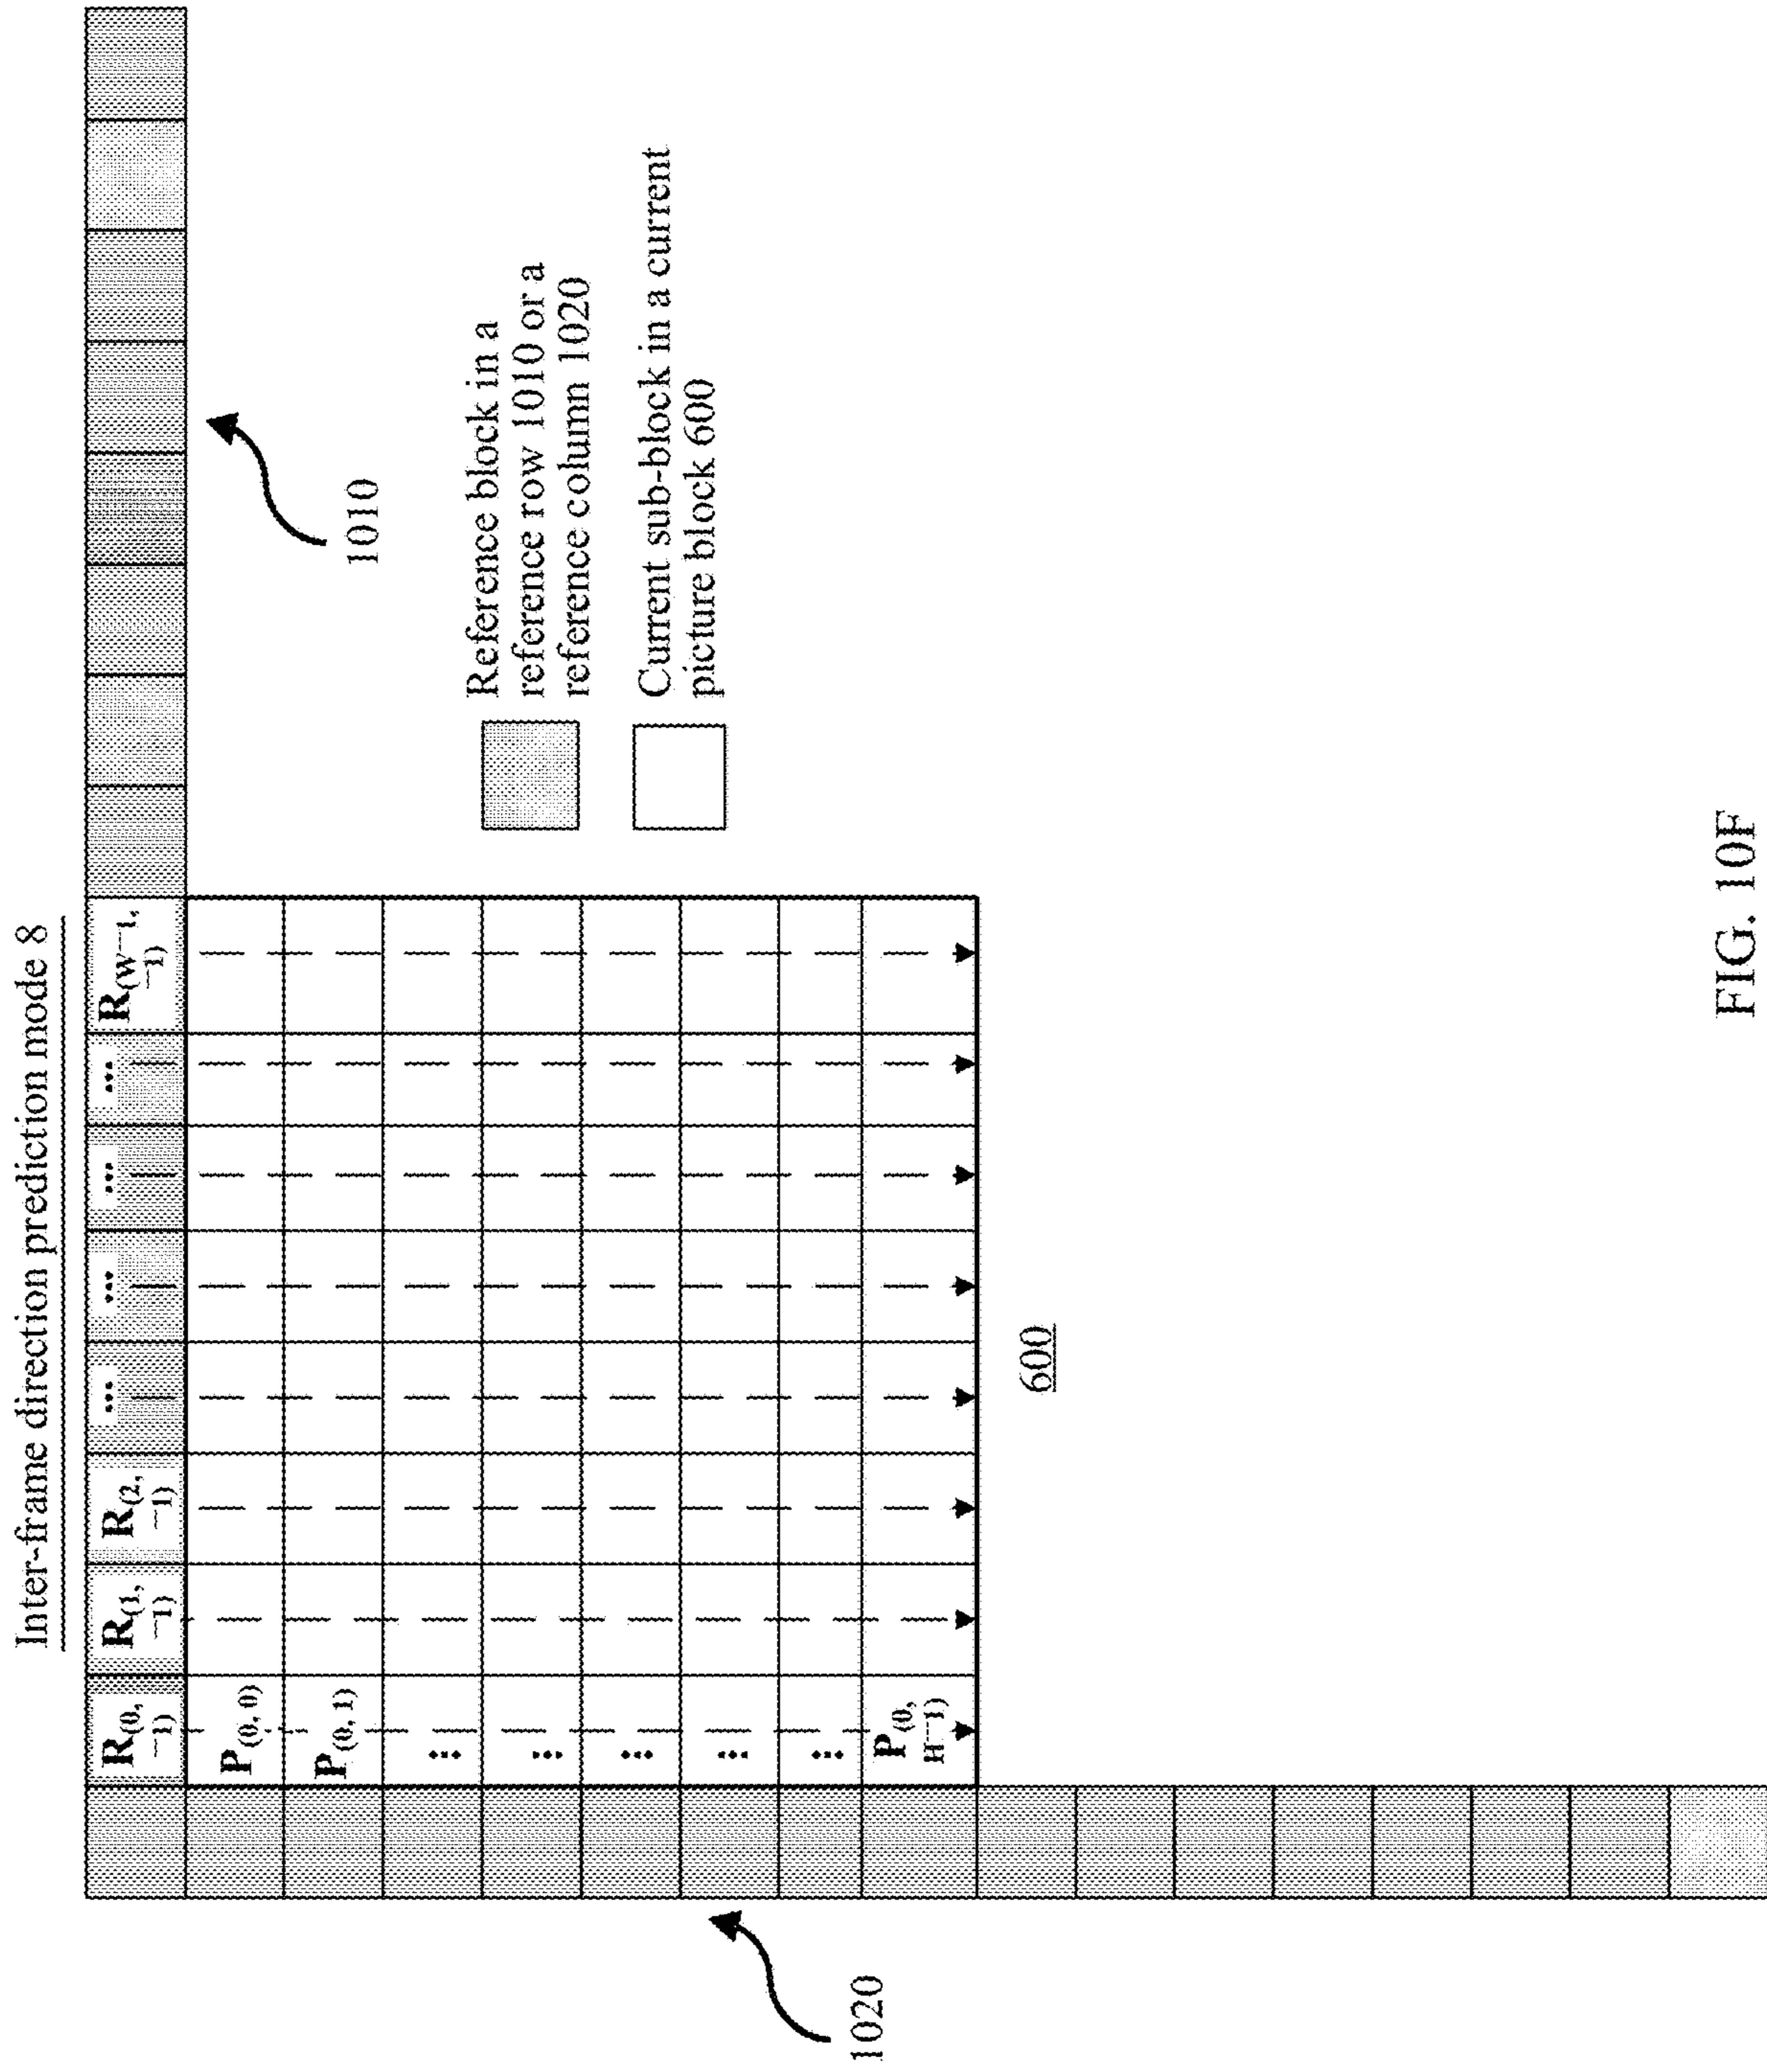 Inter-frame direction prediction mode 8
R(0, −1) R(1, −1) R(2, −1) ... ... ... ... R(W−1, −1)
P(0, 0)
P(0, 1)
...
...
...
...
...
P(0, H−1)
1010
1020
Reference block in a
reference row 1010 or a
reference column 1020
Current sub-block in a current
picture block 600
600
FIG. 10F